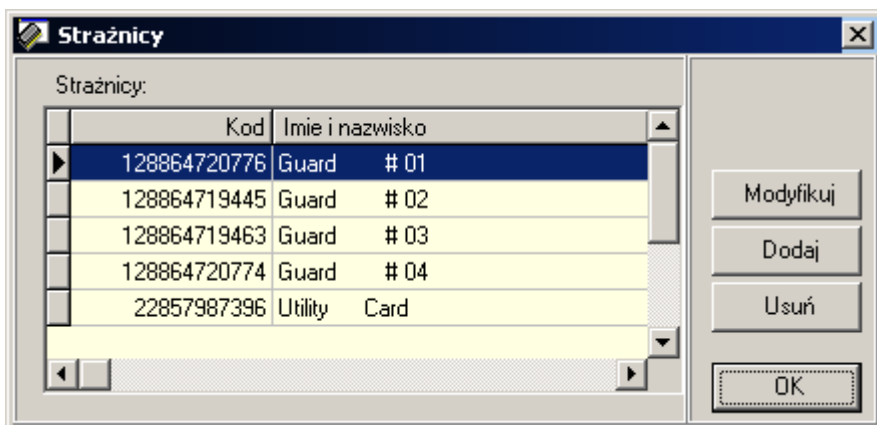 Strażnicy
Strażnicy:
Kod Imie i nazwisko
128864720776 Guard # 01
128864719445 Guard # 02
128864719463 Guard # 03
128864720774 Guard # 04
22857987396 Utility Card
Modyfikuj
Dodaj
Usuń
OK